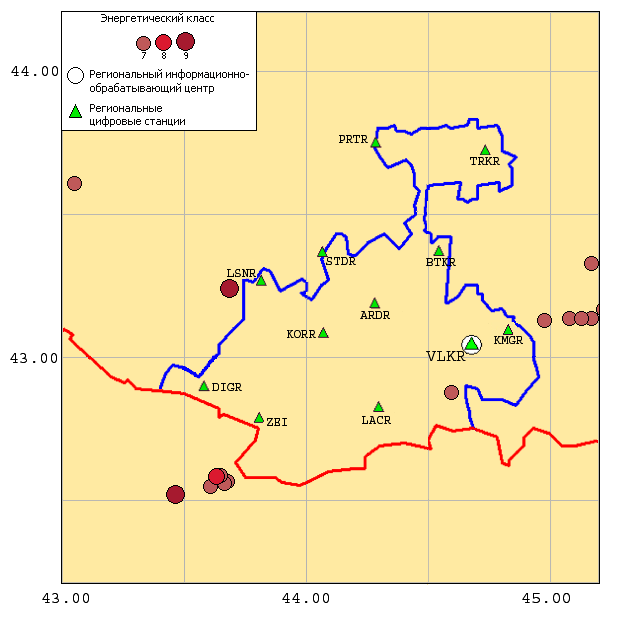 Энергетический класс
7 8 9
Региональный информационно-
обрабатывающий центр
Региональные
цифровые станции
44.00
PRTR
TRKR
BTKR
STDR
LSNR
ARDR
KORR
KMGR
VLKR
43.00
DIGR
ZEI
LACR
43.00 44.00 45.00